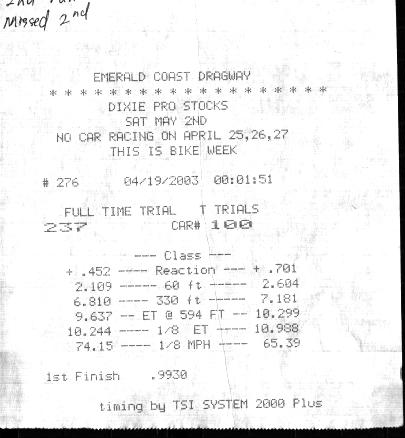 2nd run
Missed 2nd
EMERALD COAST DRAGWAY
* * * * * * * * * * * * * * * * * * *
DIXIE PRO STOCKS
SAT MAY 2ND
NO CAR RACING ON APRIL 25,26,27
THIS IS BIKE WEEK
# 276 04/19/2003 00:01:51
FULL TIME TRIAL T TRIALS
237 CAR# 100
--- Class ---
+ .452 ---- Reaction --- + .701
2.109 ----- 60 ft ----- 2.604
6.810 ---- 330 ft ----- 7.181
9.637 -- ET @ 594 FT -- 10.299
10.244 ---- 1/8 ET ---- 10.988
74.15 ---- 1/8 MPH ---- 65.39
1st Finish .9930
timing by TSI SYSTEM 2000 Plus